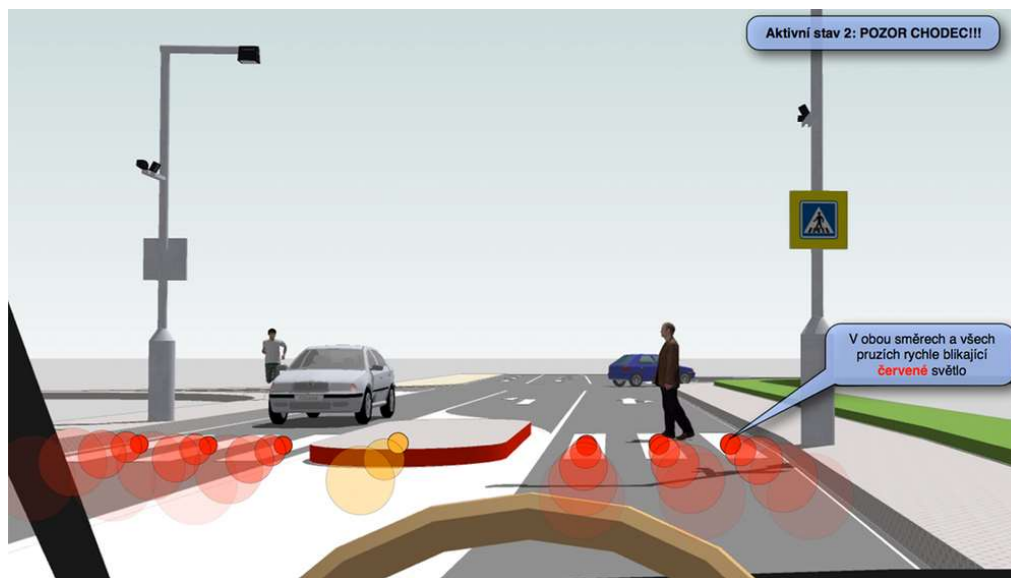 Aktivní stav 2: POZOR CHODEC!!!
V obou směrech a všech
pruzích rychle blikající
červené světlo